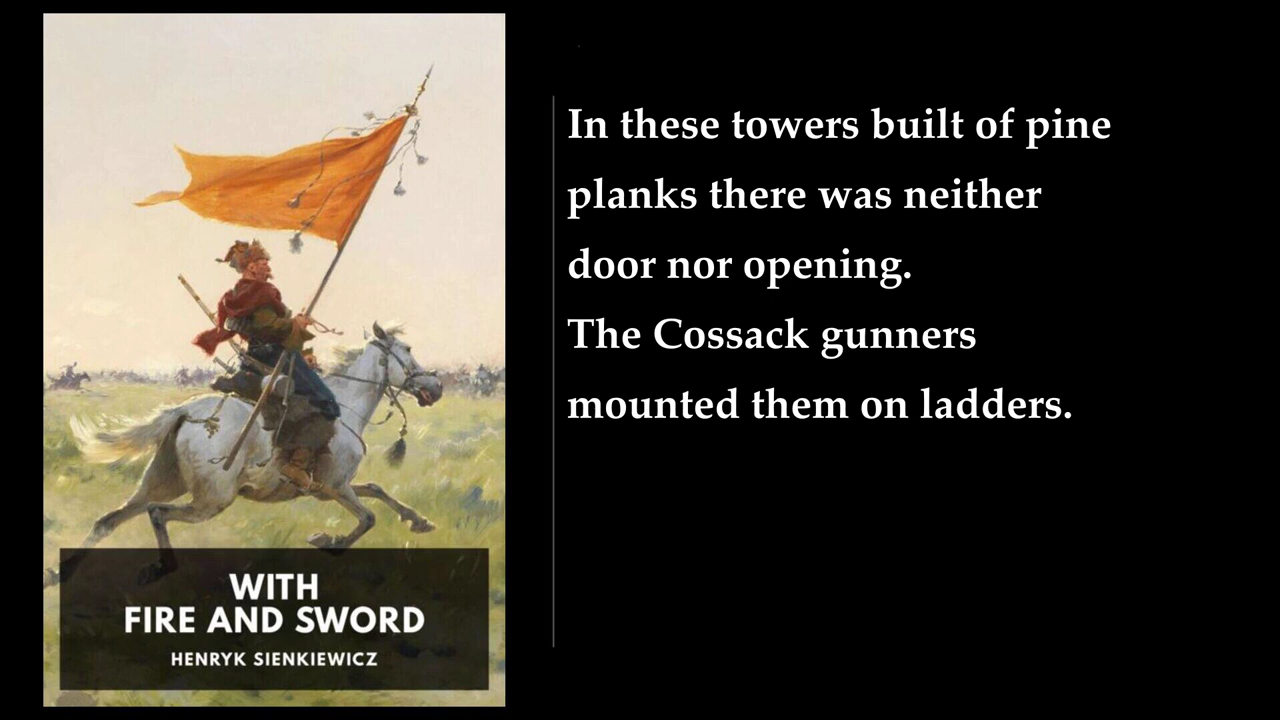 WITH
FIRE AND SWORD
HENRYK SIENKIEWICZ
In these towers built of pine
planks there was neither
door nor opening.
The Cossack gunners
mounted them on ladders.